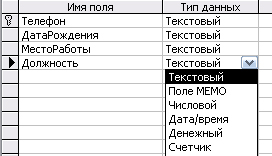 Имя поля Тип данных
Телефон Текстовый
ДатаРождения Текстовый
МестоРаботы Текстовый
Должность Текстовый
Текстовый
Поле МЕМО
Числовой
Дата/время
Денежный
Счетчик